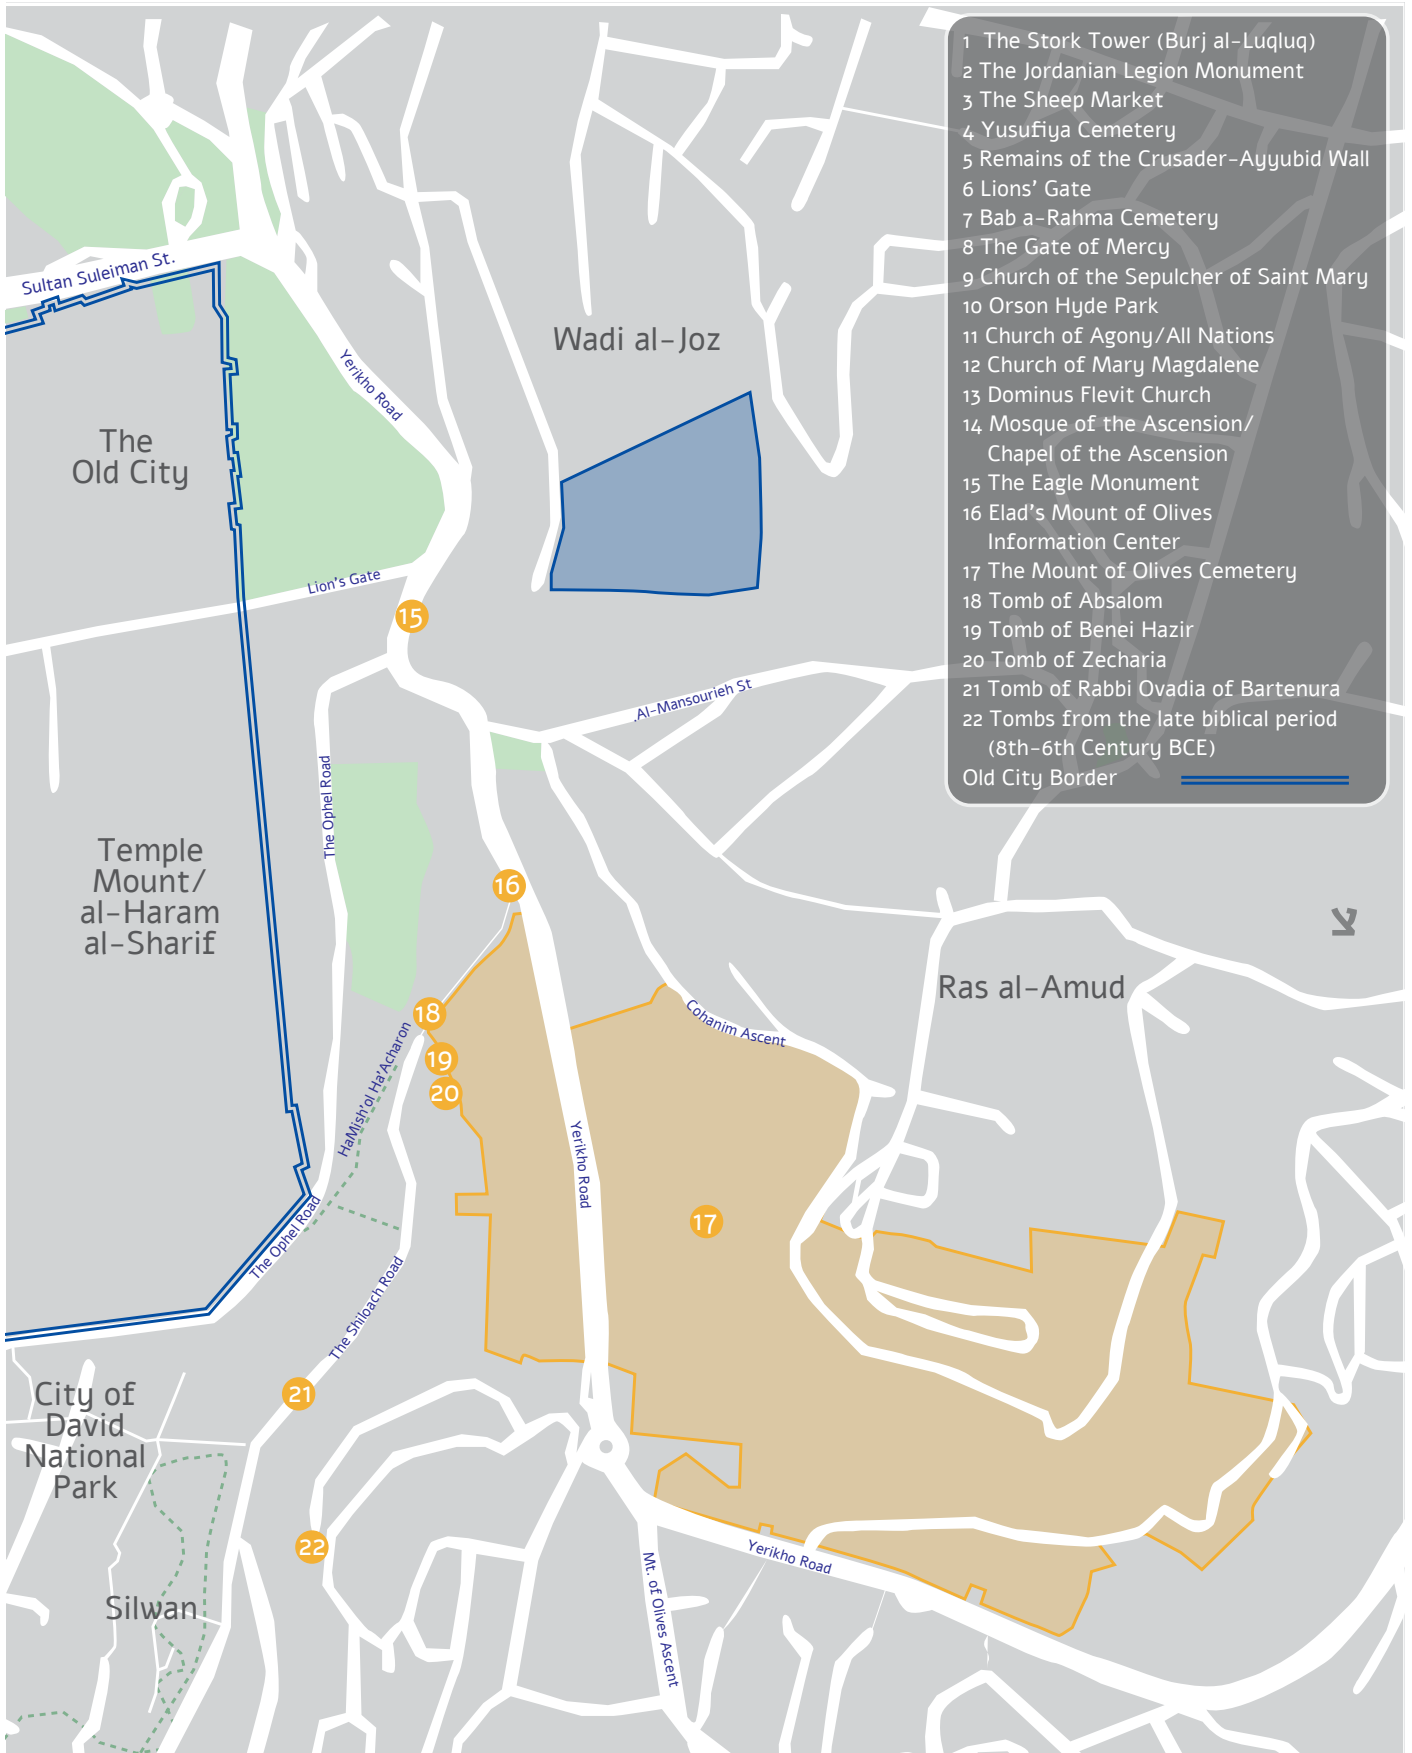 1 The Stork Tower (Burj al-Luqluq)
2 The Jordanian Legion Monument
3 The Sheep Market
4 Yusufiya Cemetery
5 Remains of the Crusader-Ayyubid Wall
6 Lions' Gate
7 Bab a-Rahma Cemetery
8 The Gate of Mercy
9 Church of the Sepulcher of Saint Mary
10 Orson Hyde Park
11 Church of Agony/All Nations
12 Church of Mary Magdalene
13 Dominus Flevit Church
14 Mosque of the Ascension/
Chapel of the Ascension
15 The Eagle Monument
16 Elad's Mount of Olives
Information Center
17 The Mount of Olives Cemetery
18 Tomb of Absalom
19 Tomb of Benei Hazir
20 Tomb of Zecharia
21 Tomb of Rabbi Ovadia of Bartenura
22 Tombs from the late biblical period
(8th-6th Century BCE)
Old City Border
Sultan Suleiman St.
Wadi al-Joz
Yerikho Road
The
Old City
Lion's Gate
15
.Al-Mansourieh St
The Ophel Road
Temple
Mount/
al-Haram
al-Sharif
16
צ
Ras al-Amud
18
Cohanim Ascent
19
HaMish'ol Ha'Acharon
20
Yerikho Road
17
The Ophel Road
The Shiloach Road
City of
David
National
Park
21
22
Yerikho Road
Silwan
Mt. of Olives Ascent